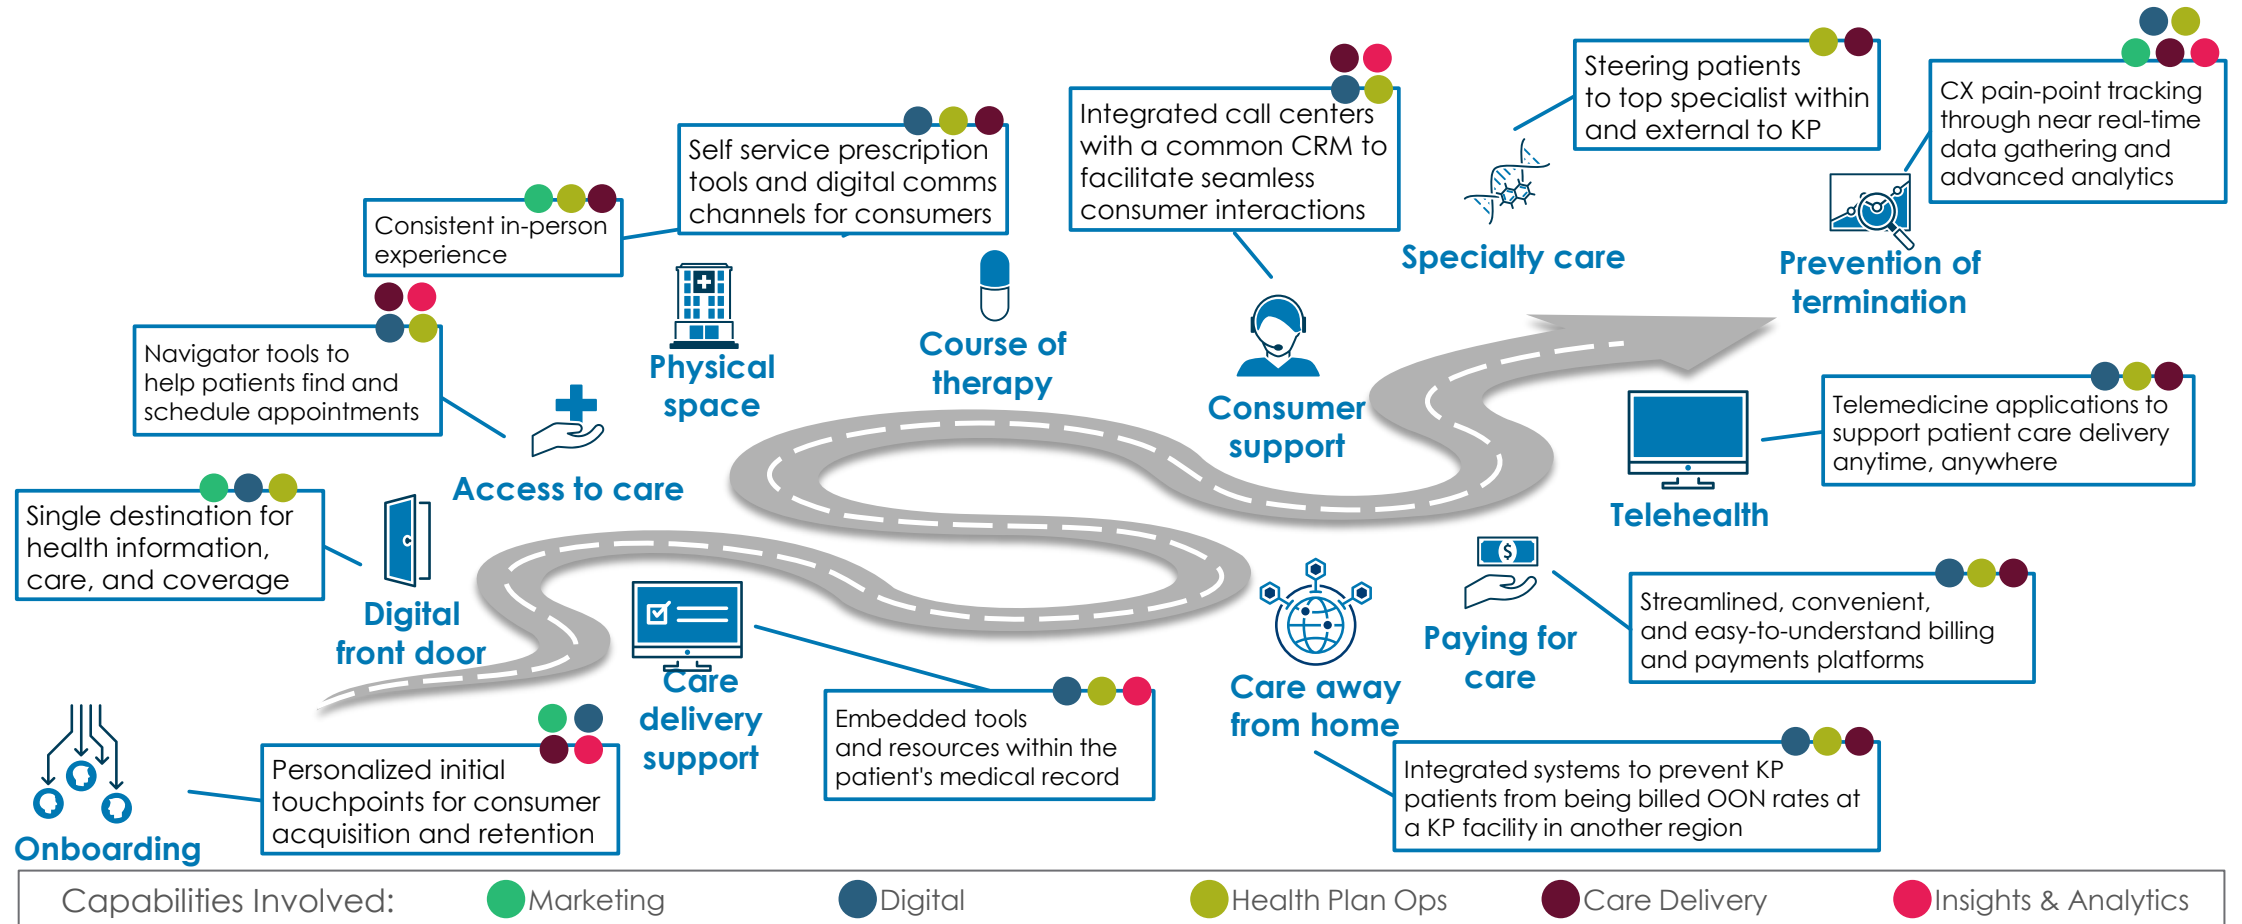 Steering patients
to top specialist within
and external to KP
CX pain-point tracking
through near real-time
data gathering and
advanced analytics
Integrated call centers
with a common CRM to
facilitate seamless
consumer interactions
Self service prescription
tools and digital comms
channels for consumers
Consistent in-person
experience
Specialty care
Prevention of
termination
Navigator tools to
help patients find and
schedule appointments
Physical
space
Course of
therapy
Consumer
support
Telemedicine applications to
support patient care delivery
anytime, anywhere
Access to care
Telehealth
Single destination for
health information,
care, and coverage
Digital
front door
$
Paying for
care
Streamlined, convenient,
and easy-to-understand billing
and payments platforms
Care
delivery
support
Embedded tools
and resources within the
patient's medical record
Care away
from home
Integrated systems to prevent KP
patients from being billed OON rates at
a KP facility in another region
Onboarding
Personalized initial
touchpoints for consumer
acquisition and retention
Capabilities Involved:
Marketing
Digital
Health Plan Ops
Care Delivery
Insights & Analytics